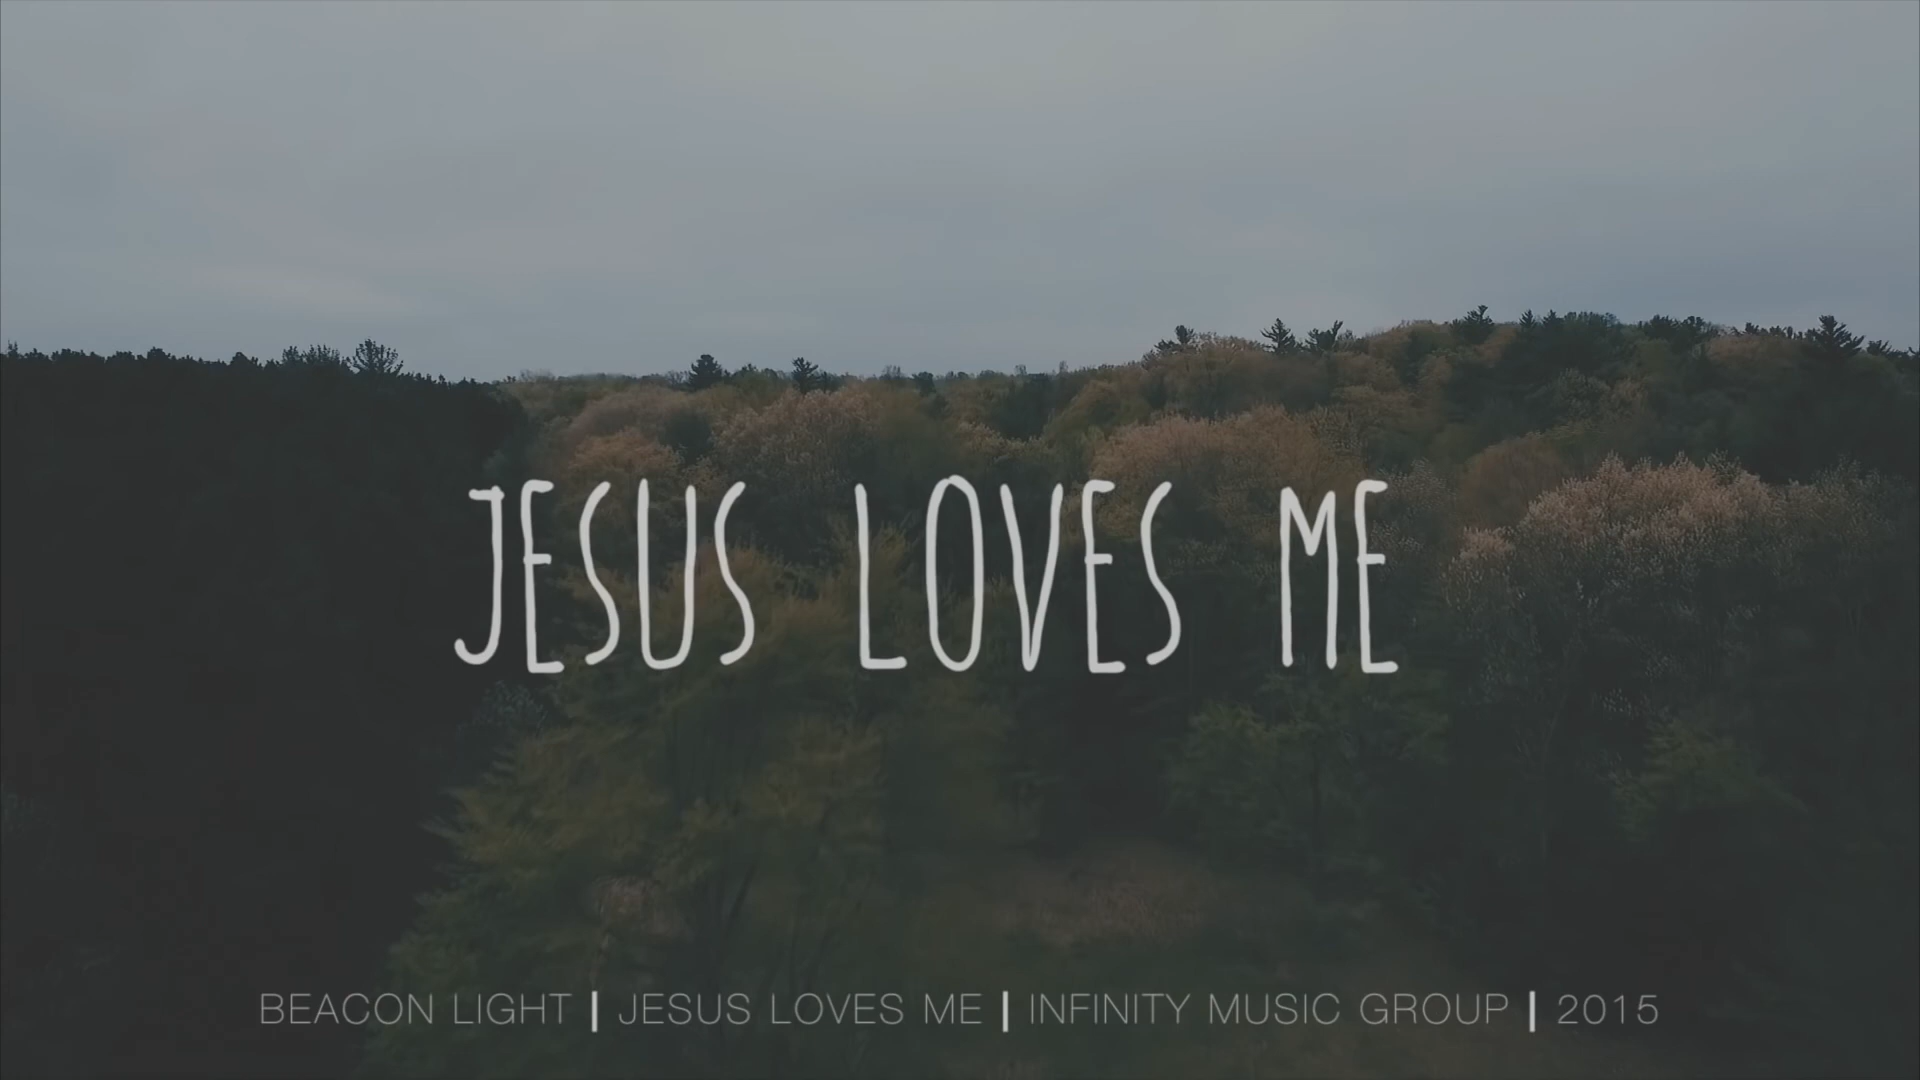 JESUS LOVES ME
BEACON LIGHT | JESUS LOVES ME | INFINITY MUSIC GROUP | 2015